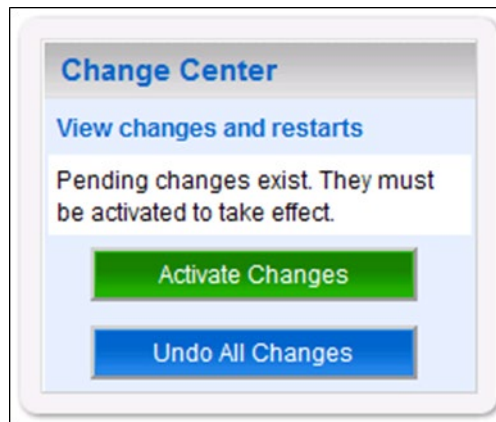 Change Center
View changes and restarts
Pending changes exist. They must
be activated to take effect.
Activate Changes
Undo All Changes